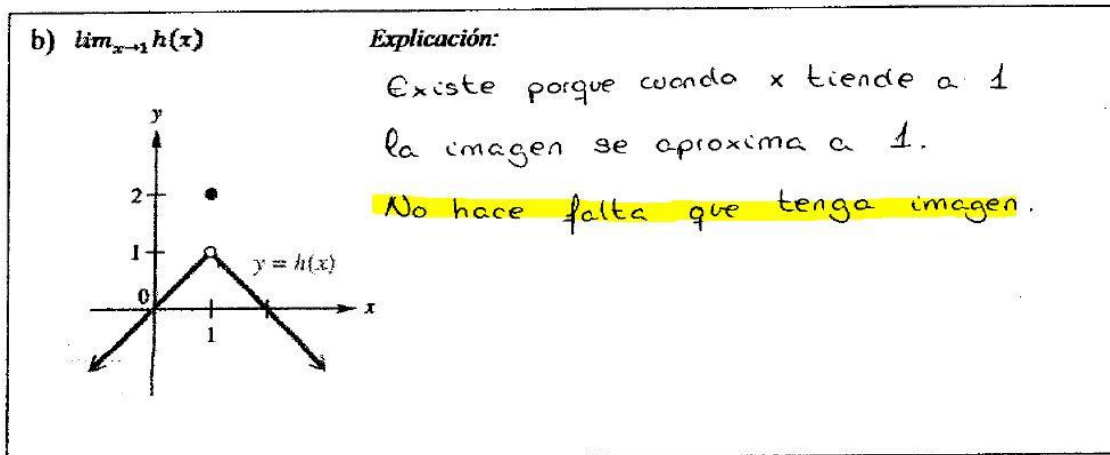 b) lim_{x→1} h(x) Explicación:
Existe porque cuando x tiende a 1
la imagen se aproxima a 1.
No hace falta que tenga imagen.
y
2
1
y = h(x)
0
x
1